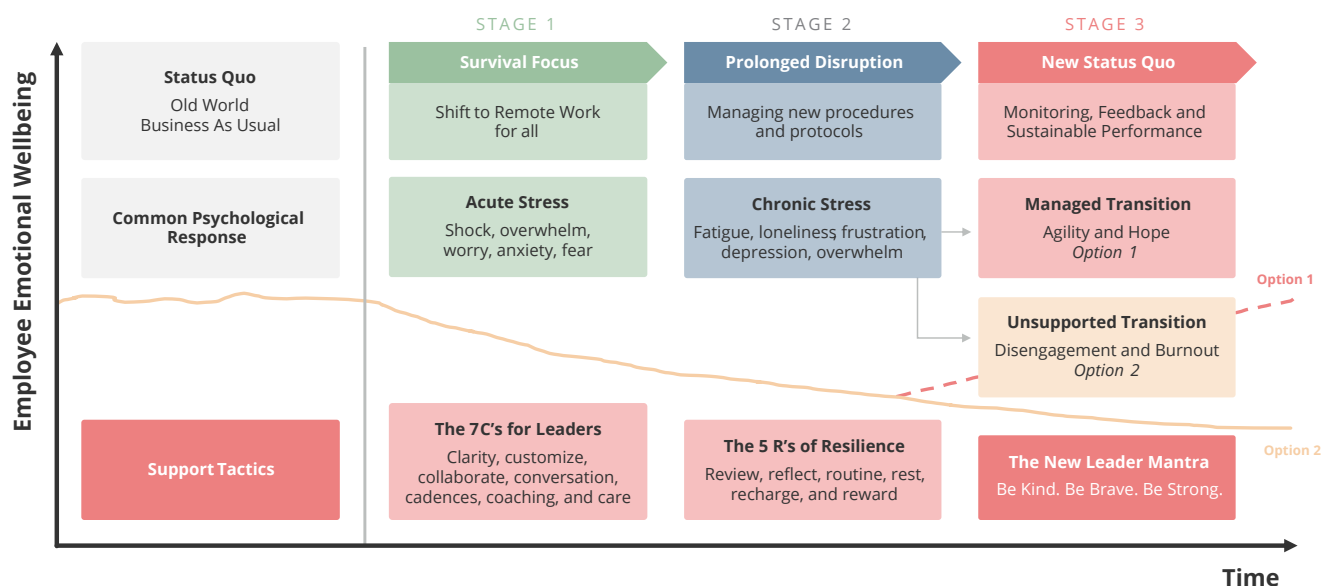 STAGE 1
STAGE 2
STAGE 3
Employee Emotional Wellbeing
Status Quo
Old World
Business As Usual
Survival Focus
Shift to Remote Work
for all
Prolonged Disruption
Managing new procedures
and protocols
New Status Quo
Monitoring, Feedback and
Sustainable Performance
Common Psychological
Response
Acute Stress
Shock, overwhelm,
worry, anxiety, fear
Chronic Stress
Fatigue, loneliness, frustration,
depression, overwhelm
Managed Transition
Agility and Hope
Option 1
Option 1
Unsupported Transition
Disengagement and Burnout
Option 2
Support Tactics
The 7C's for Leaders
Clarity, customize,
collaborate, conversation,
cadences, coaching, and care
The 5 R's of Resilience
Review, reflect, routine, rest,
recharge, and reward
The New Leader Mantra
Be Kind. Be Brave. Be Strong.
Option 2
Time